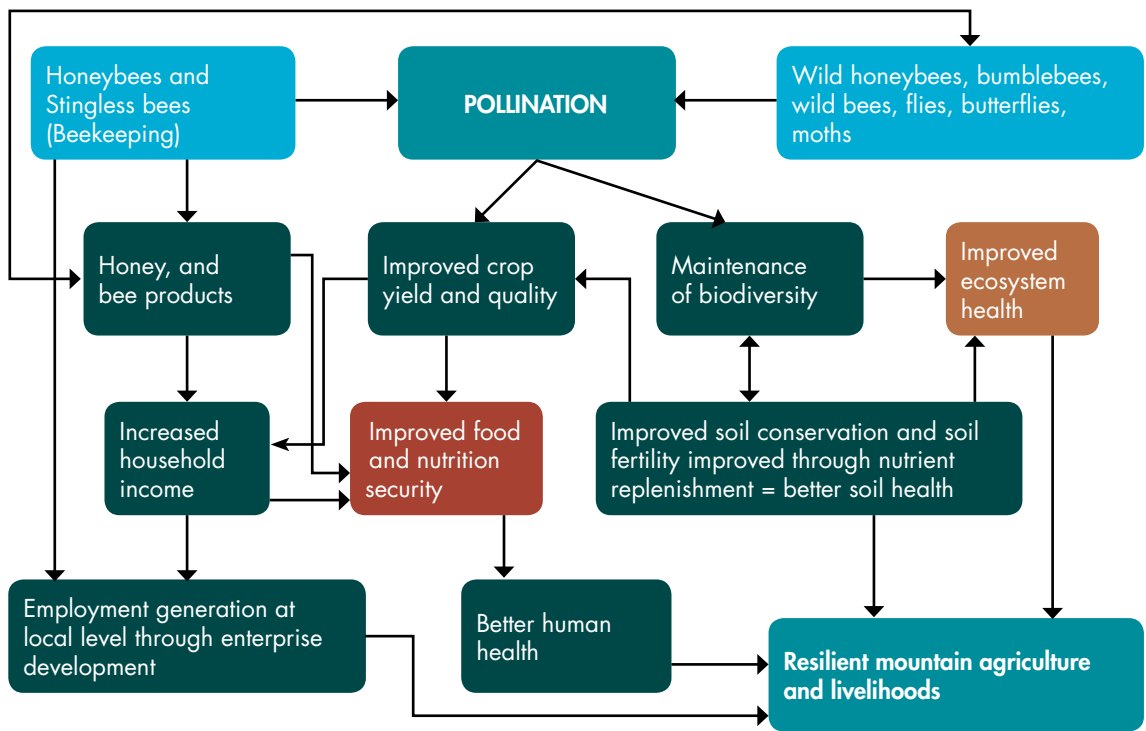 Honeybees and
Stingless bees
(Beekeeping)
POLLINATION
Wild honeybees, bumblebees,
wild bees, flies, butterflies,
moths
Honey, and
bee products
Improved crop
yield and quality
Maintenance
of biodiversity
Improved
ecosystem
health
Increased
household
income
Improved food
and nutrition
security
Improved soil conservation and soil
fertility improved through nutrient
replenishment = better soil health
Employment generation at
local level through enterprise
development
Better human
health
Resilient mountain agriculture
and livelihoods